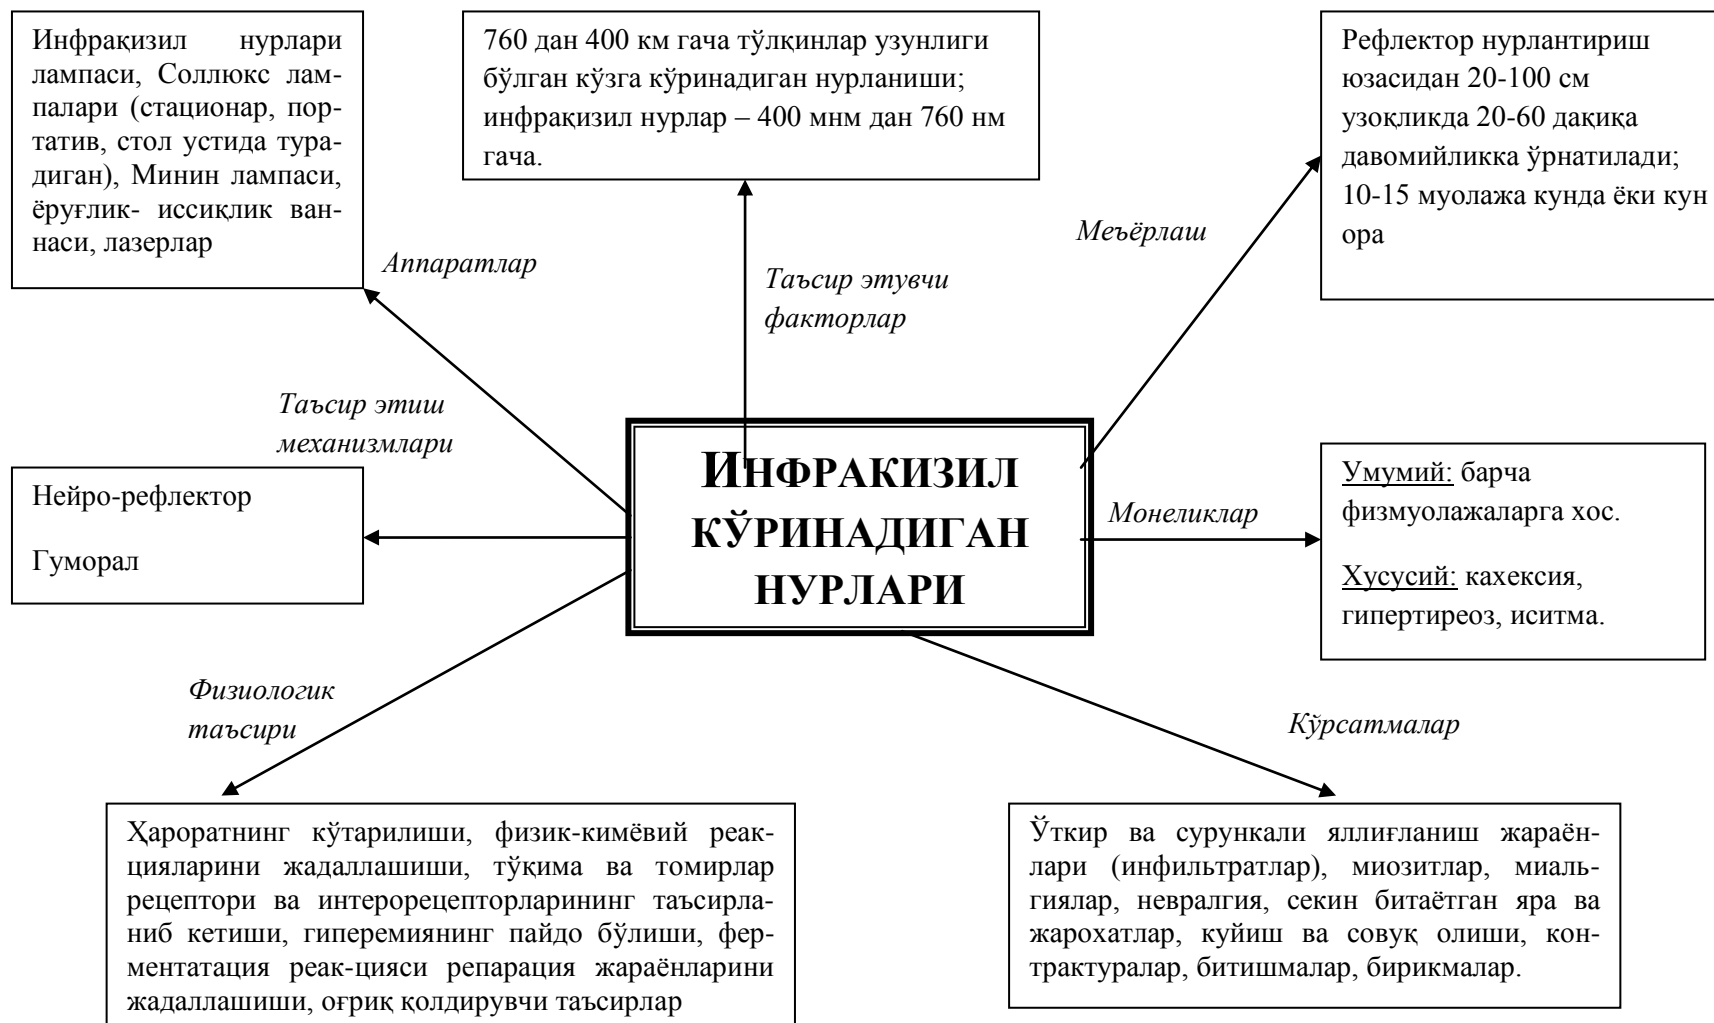 Инфрақизил нурлари
лампаси, Соллюкс лам-
палари (стационар, пор-
татив, стол устида тура-
диган), Минин лампаси,
ёруғлик- иссиқлик ван-
наси, лазерлар
760 дан 400 км гача тўлқинлар узунлиги
бўлган кўзга кўринадиган нурланиши;
инфрақизил нурлар – 400 мнм дан 760 нм
гача.
Рефлектор нурлантириш
юзасидан 20-100 см
узоқликда 20-60 дақиқа
давомийликка ўрнатилади;
10-15 муолажа кунда ёки кун
ора
Аппаратлар
Таъсир этувчи
факторлар
Меъёрлаш
Таъсир этиш
механизмлари
Нейро-рефлектор
Гуморал
ИНФРАКИЗИЛ
КЎРИНАДИГАН
НУРЛАРИ
Монеликлар
Умумий: барча
физмуолажаларга хос.
Хусусий: кахексия,
гипертиреоз, иситма.
Физиологик
таъсири
Кўрсатмалар
Ҳароратнинг кўтарилиши, физик-кимёвий реак-
цияларини жадаллашиши, тўқима ва томирлар
рецептори ва интерорецепторларининг таъсирла-
ниб кетиши, гиперемиянинг пайдо бўлиши, фер-
ментатация реак-цияси репарация жараёнларини
жадаллашиши, оғриқ қолдирувчи таъсирлар
Ўткир ва сурункали яллиғланиш жараён-
лари (инфильтратлар), миозитлар, миаль-
гиялар, невралгия, секин битаётган яра ва
жарохатлар, куйиш ва совуқ олиши, кон-
трактуралар, битишмалар, бирикмалар.